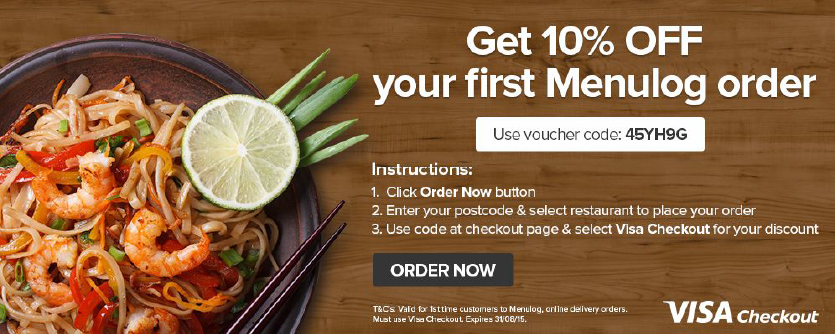 Get 10% OFF
your first Menulog order
Use voucher code: 45YH9G
Instructions:
1. Click Order Now button
2. Enter your postcode & select restaurant to place your order
3. Use code at checkout page & select Visa Checkout for your discount
ORDER NOW
T&C's: Valid for 1st time customers to Menulog, online delivery orders.
Must use Visa Checkout. Expires 31/08/15.
VISA Checkout